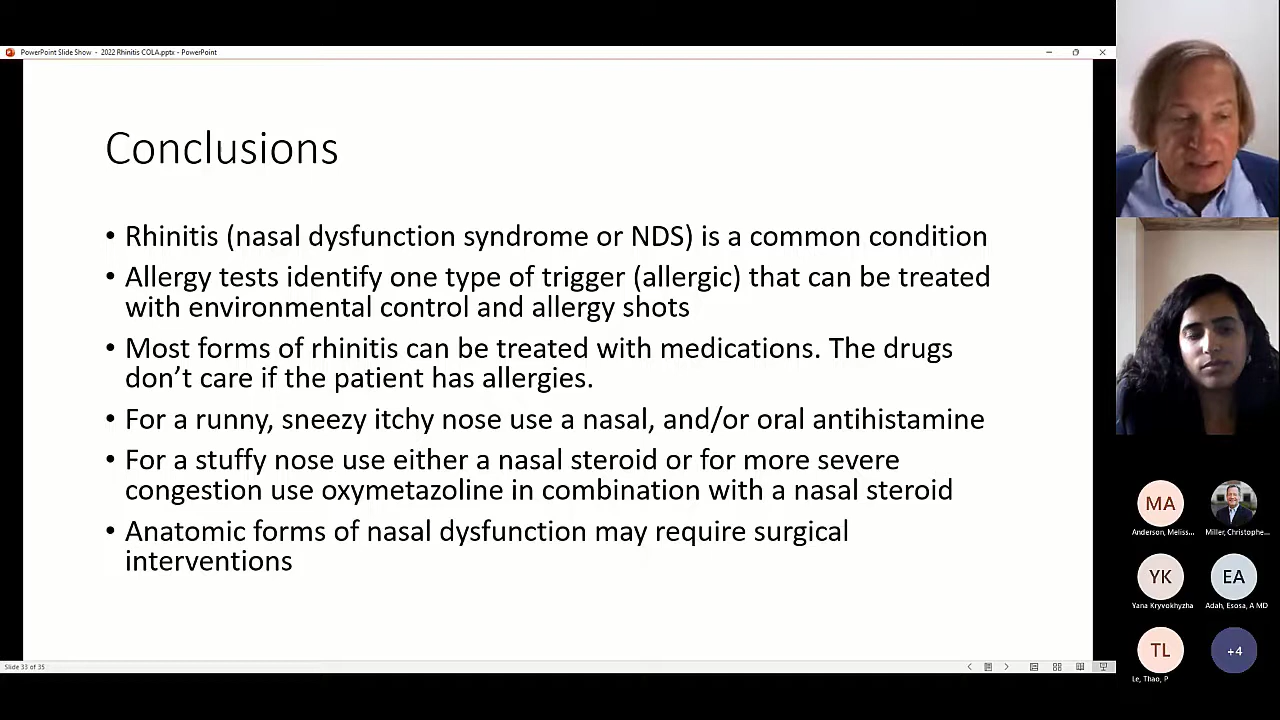 PowerPoint Slide Show - 2022 Rhinitis COLA.pptx - PowerPoint
Conclusions
• Rhinitis (nasal dysfunction syndrome or NDS) is a common condition
• Allergy tests identify one type of trigger (allergic) that can be treated
with environmental control and allergy shots
• Most forms of rhinitis can be treated with medications. The drugs
don’t care if the patient has allergies.
• For a runny, sneezy itchy nose use a nasal, and/or oral antihistamine
• For a stuffy nose use either a nasal steroid or for more severe
congestion use oxymetazoline in combination with a nasal steroid
• Anatomic forms of nasal dysfunction may require surgical
interventions
Slide 33 of 35
MA
Anderson, Meliss...
Miller, Christophe...
YK
Yana Kryvokhyzha
EA
Adah, Esosa, A MD
TL
Le, Thao, P
+4